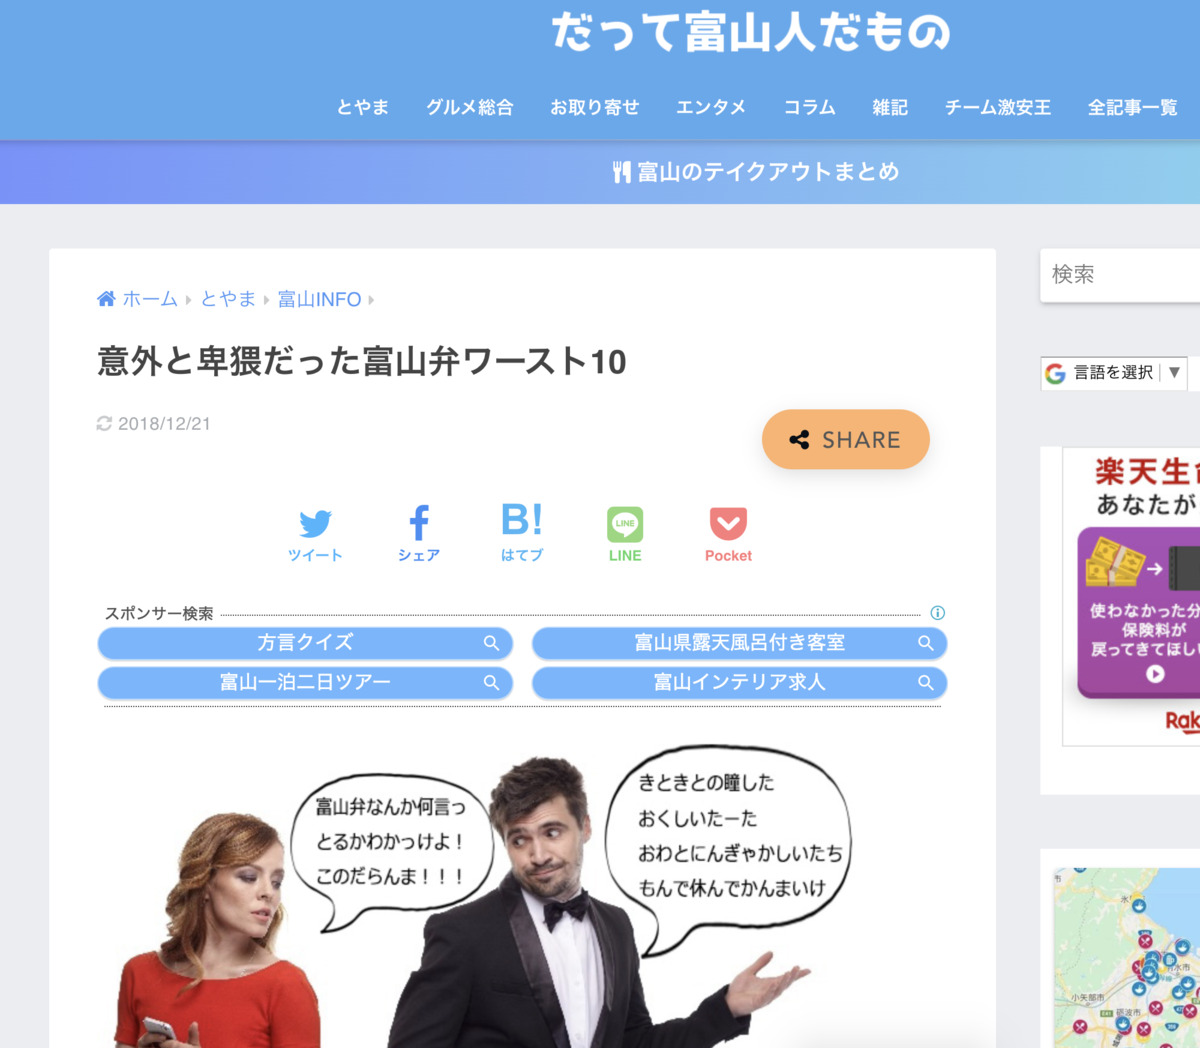 だって富山人だもの
とやま グルメ総合 お取り寄せ エンタメ コラム 雑記 チーム激安王 全記事一覧
富山のテイクアウトまとめ
ホーム とやま 富山INFO
意外と卑猥だった富山弁ワースト10
2018/12/21
SHARE
B!
LINE
ツイート シェア はてブ LINE Pocket
スポンサー検索
方言クイズ
富山県露天風呂付き客室
富山一泊二日ツアー
富山インテリア求人
富山弁なんか何言っ
とるかわかっけよ!
このだらんま!!!
きときとの瞳した
おくしいたーた
おわとにんぎゃかしいたち
もんで休んでかんまいけ
検索
G 言語を選択 ▼
楽天生命
あなたが
使わなかった分
保険料が
戻ってきてほしい
Rak
氷
射水市
小矢部市
砺波市